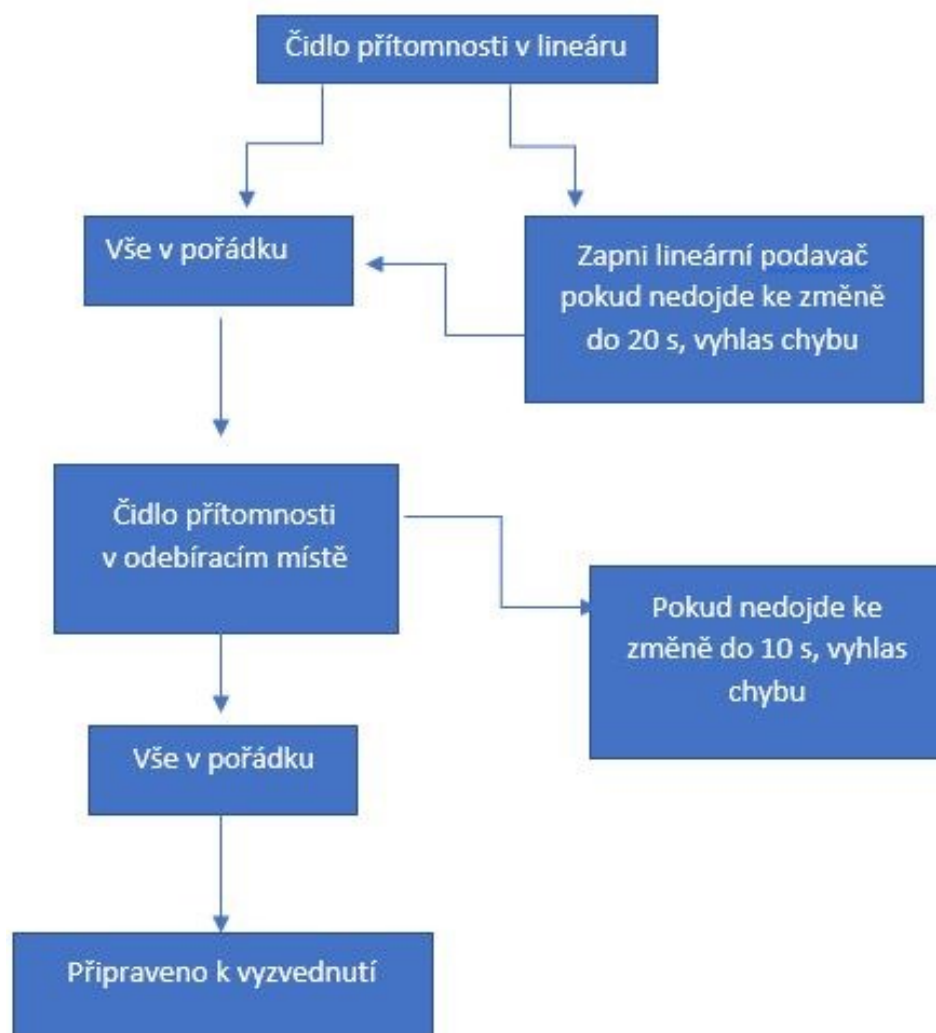 Čidlo přítomnosti v lineáru
Vše v pořádku
Zapni lineární podavač
pokud nedojde ke změně
do 20 s, vyhlas chybu
Čidlo přítomnosti
v odebíracím místě
Pokud nedojde ke
změně do 10 s, vyhlas
chybu
Vše v pořádku
Připraveno k vyzvednutí